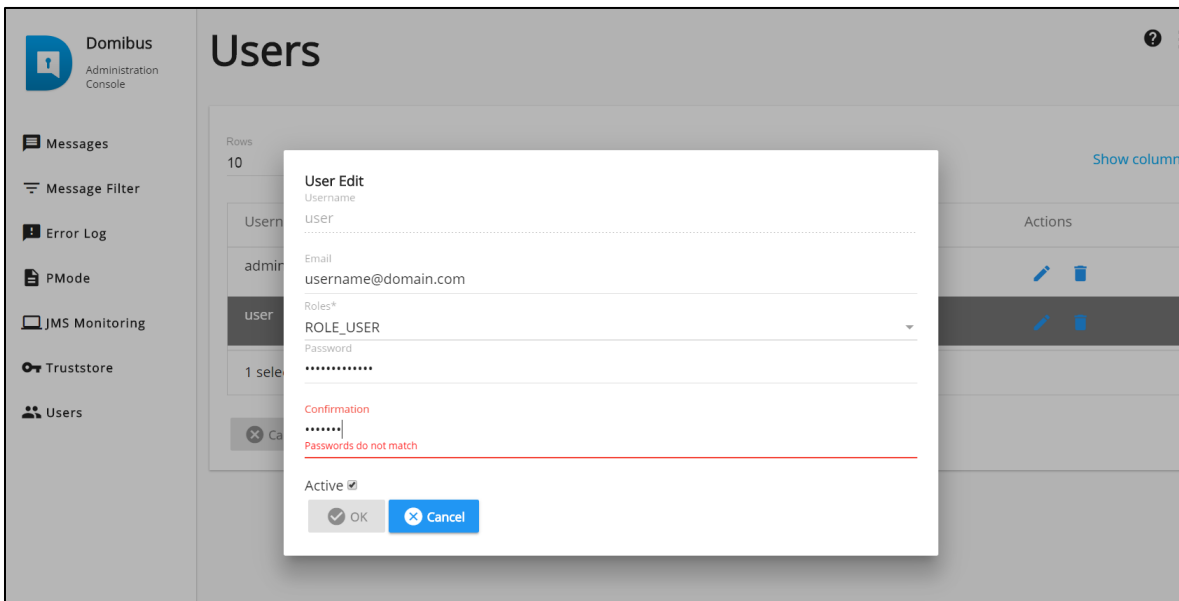 Domibus
Administration
Console
Messages
Message Filter
Error Log
PMode
JMS Monitoring
Truststore
Users
Users
Rows
10
Show column
Usern
Actions
admin
user
1 sele
Ca
User Edit
Username
user
Email
username@domain.com
Roles*
ROLE_USER
Password
•••••••••••••
Confirmation
•••••••
Passwords do not match
Active
OK
Cancel